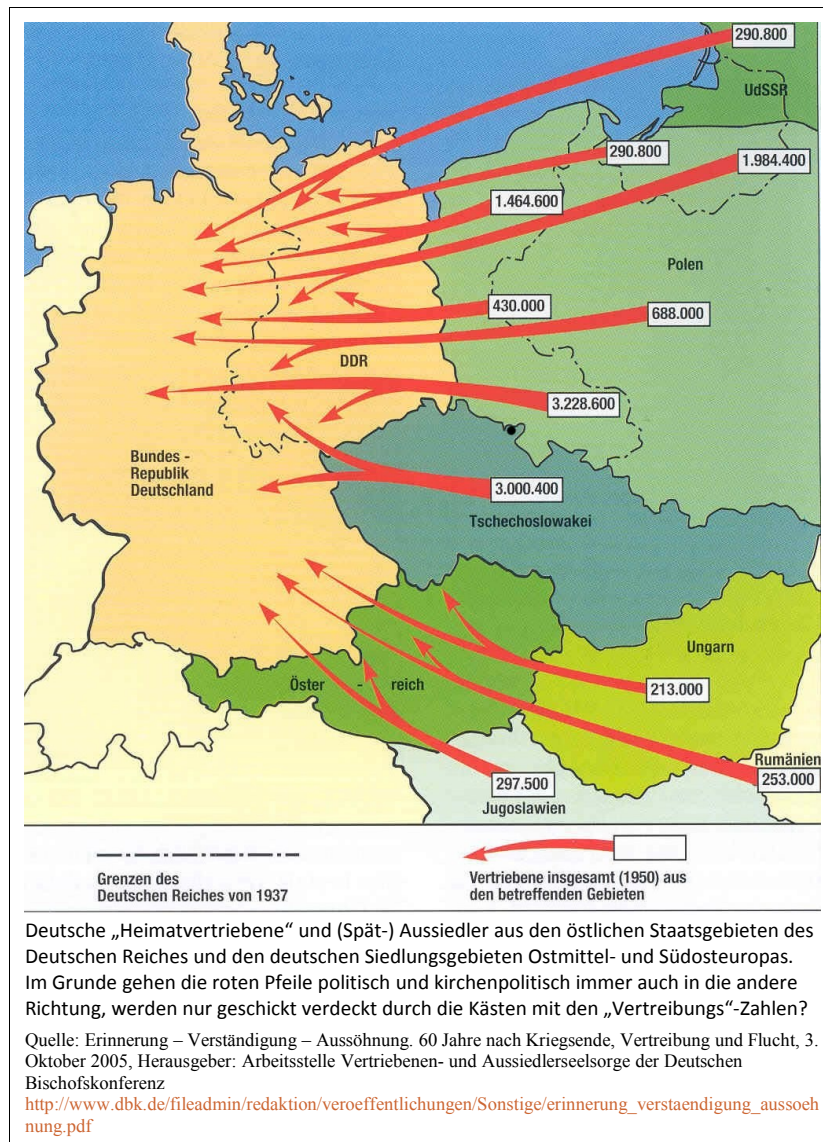 290.800
UdSSR
290.800
1.984.400
1.464.600
Polen
430.000
688.000
DDR
3.228.600
Bundes -
Republik
Deutschland
3.000.400
Tschechoslowakei
Ungarn
Öster - reich
213.000
Rumänien
253.000
297.500
Jugoslawien
Grenzen des
Deutschen Reiches von 1937
Vertriebene insgesamt (1950) aus
den betreffenden Gebieten
Deutsche „Heimatvertriebene“ und (Spät-) Aussiedler aus den östlichen Staatsgebieten des
Deutschen Reiches und den deutschen Siedlungsgebieten Ostmittel- und Südosteuropas.
Im Grunde gehen die roten Pfeile politisch und kirchenpolitisch immer auch in die andere
Richtung, werden nur geschickt verdeckt durch die Kästen mit den „Vertreibungs“-Zahlen?
Quelle: Erinnerung – Verständigung – Aussöhnung. 60 Jahre nach Kriegsende, Vertreibung und Flucht, 3.
Oktober 2005, Herausgeber: Arbeitsstelle Vertriebenen- und Aussiedlerseelsorge der Deutschen
Bischofskonferenz
http://www.dbk.de/fileadmin/redaktion/veroeffentlichungen/Sonstige/erinnerung_verstaendigung_aussoeh
nung.pdf